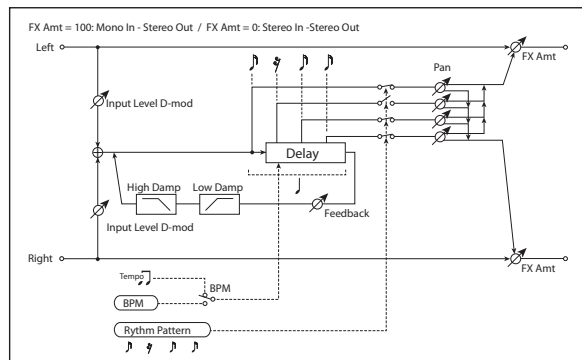 FX Amt = 100: Mono In - Stereo Out / FX Amt = 0: Stereo In -Stereo Out
Left
FX Amt
Pan
Input Level D-mod
Delay
High Damp
Low Damp
Feedback
Input Level D-mod
Right
FX Amt
Tempo
BPM
BPM
Rythm Pattern